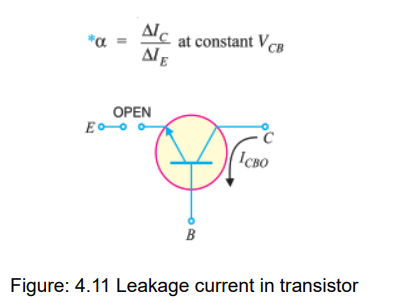 *α = ΔI_C / ΔI_E at constant V_CB
OPEN
E
C
I_CBO
B
Figure: 4.11 Leakage current in transistor